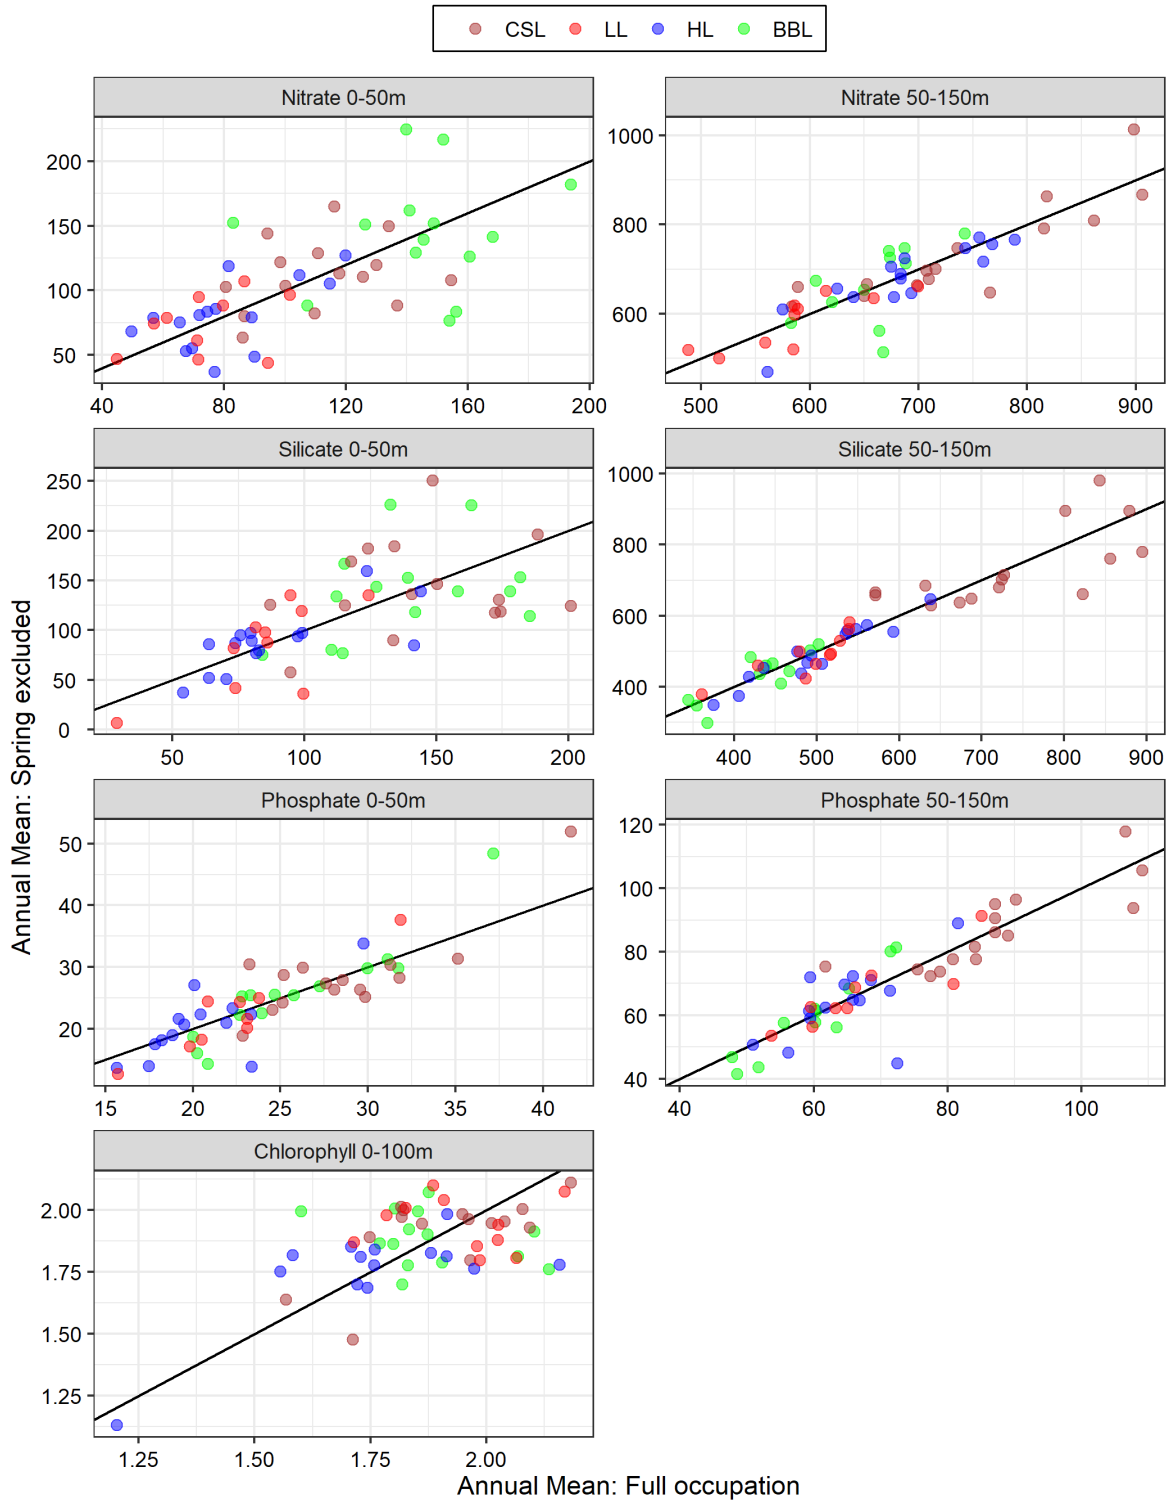 CSL LL HL BBL
Nitrate 0-50m
200
150
100
50
40 80 120 160 200
Nitrate 50-150m
1000
800
600
500 600 700 800 900
Silicate 0-50m
250
200
150
100
50
0
50 100 150 200
Silicate 50-150m
1000
800
600
400
400 500 600 700 800 900
Phosphate 0-50m
50
40
30
20
15 20 25 30 35 40
Phosphate 50-150m
120
100
80
60
40
40 60 80 100
Chlorophyll 0-100m
2.00
1.75
1.50
1.25
1.25 1.50 1.75 2.00
Annual Mean: Spring excluded
Annual Mean: Full occupation